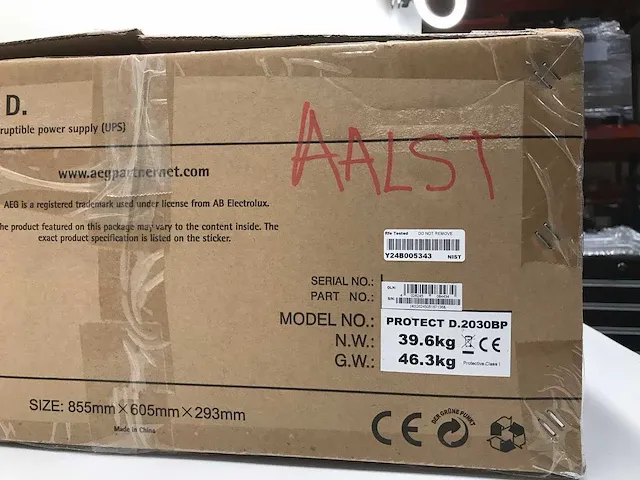 D.
ruptible power supply (UPS)
AALST
www.aegpartnernet.com
AEG is a registered trademark used under license from AB Electrolux.
he product featured on this package may vary to the content inside. The
exact product specification is listed on the sticker.
Rfe Tested DO NOT REMOVE
Y24B005343 NIST
SERIAL NO.:
PART NO.:
MODEL NO.: PROTECT D.2030BP
N.W.: 39.6kg
G.W.: 46.3kg Protective Class I
SIZE: 855mm×605mm×293mm
Made in China
CE DER GRÜNE PUNKT